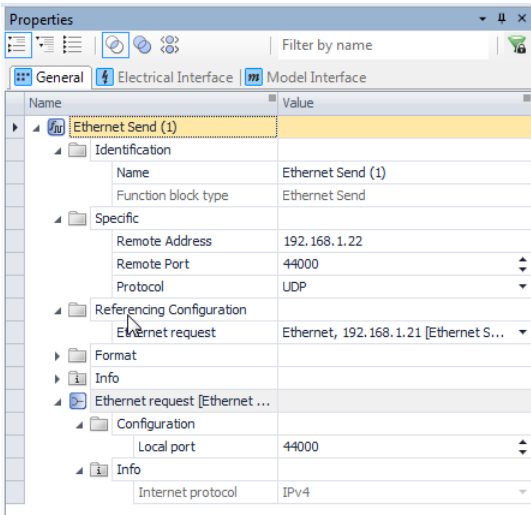 Properties
Filter by name
General Electrical Interface m Model Interface
Name Value
Ethernet Send (1)
Identification
Name Ethernet Send (1)
Function block type Ethernet Send
Specific
Remote Address 192.168.1.22
Remote Port 44000
Protocol UDP
Referencing Configuration
Ethernet request Ethernet, 192.168.1.21 [Ethernet S...
Format
i Info
Ethernet request [Ethernet ...
Configuration
Local port 44000
i Info
Internet protocol IPv4